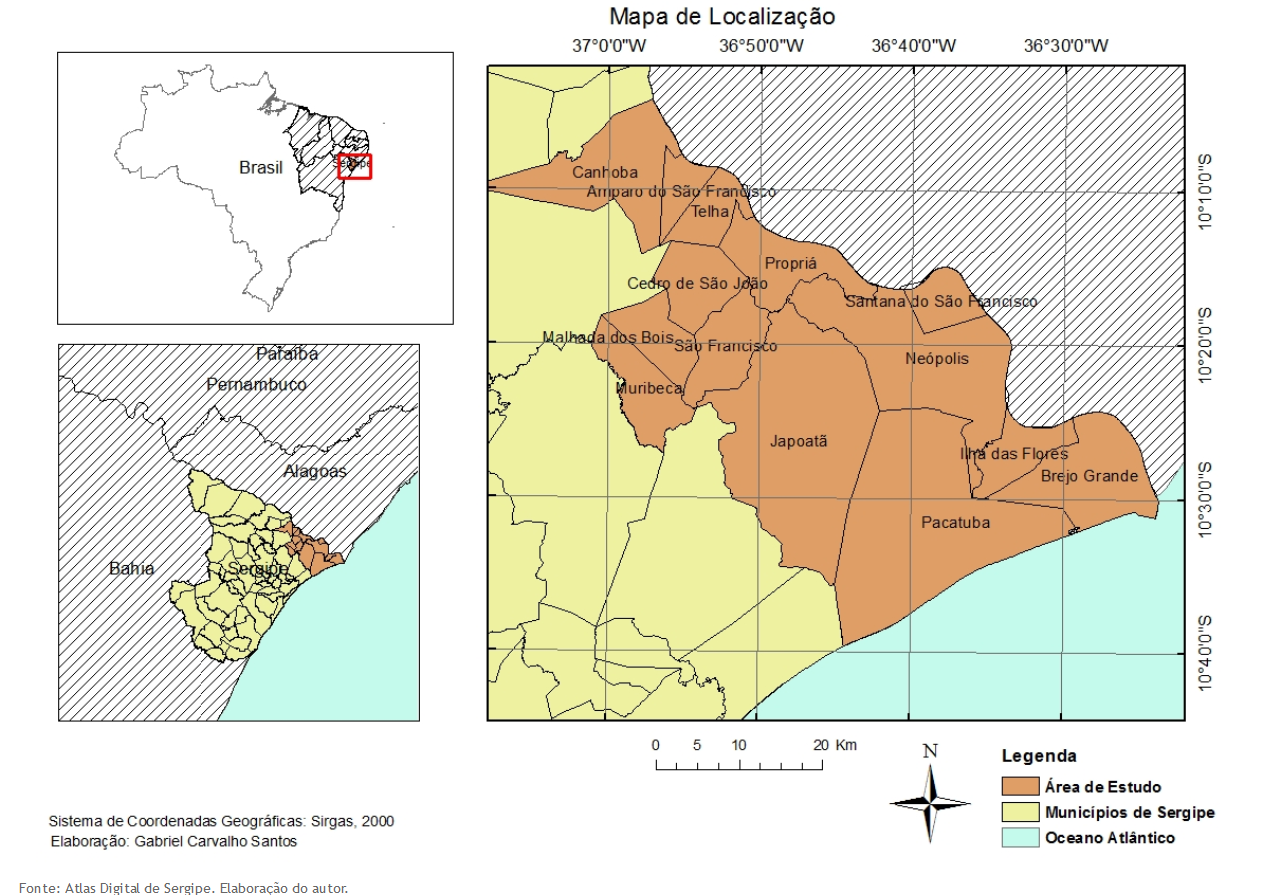 Mapa de Localização
37°0'0"W
36°50'0"W
36°40'0"W
36°30'0"W
Brasil
Sergipe
Canhoba
Amparo do São Francisco
Telha
Propriá
Cedro de São João
Santana do São Francisco
Malhada dos Bois
São Francisco
Neópolis
Muribeca
Japoatã
Ilha das Flores
Brejo Grande
Pacatuba
10°10'0"S
10°20'0"S
10°30'0"S
10°40'0"S
Paraíba
Pernambuco
Alagoas
Bahia
Sergipe
0 5 10 20 Km
N
Legenda
Área de Estudo
Municípios de Sergipe
Oceano Atlântico
Sistema de Coordenadas Geográficas: Sirgas, 2000
Elaboração: Gabriel Carvalho Santos
Fonte: Atlas Digital de Sergipe. Elaboração do autor.